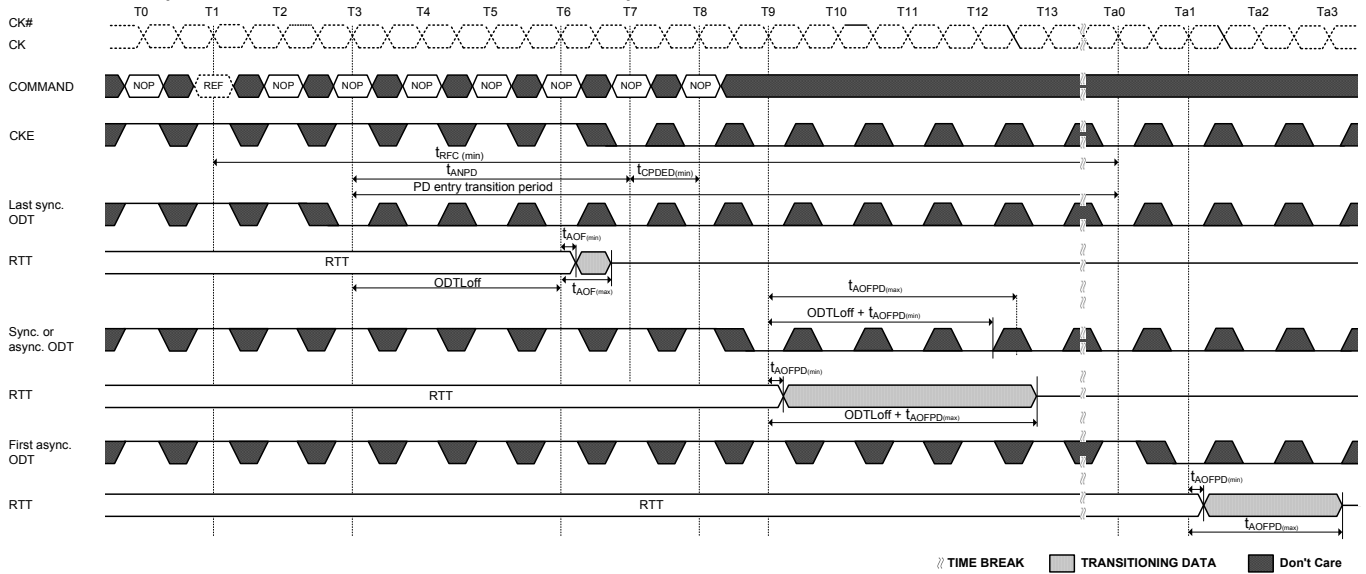 T0 T1 T2 T3 T4 T5 T6 T7 T8 T9 T10 T11 T12 T13 Ta0 Ta1 Ta2 Ta3
CK#
CK
COMMAND NOP REF NOP NOP NOP NOP NOP NOP NOP
CKE
tRFC (min)
tANPD tCPDED(min)
PD entry transition period
Last sync.
ODT
tAOF(min)
RTT RTT
ODTLoff tAOF(max)
tAOFPD(max)
ODTLoff + tAOFPD(min)
Sync. or
async. ODT
tAOFPD(min)
RTT RTT
ODTLoff + tAOFPD(max)
First async.
ODT
tAOFPD(min)
RTT RTT
tAOFPD(max)
TIME BREAK TRANSITIONING DATA Don't Care